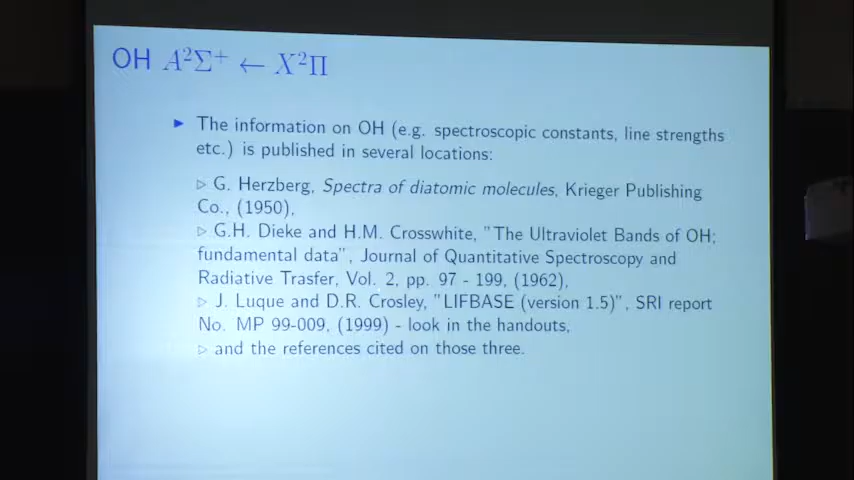 OH A²Σ⁺ ← X²Π
▶ The information on OH (e.g. spectroscopic constants, line strengths
etc.) is published in several locations:
▷ G. Herzberg, Spectra of diatomic molecules, Krieger Publishing
Co., (1950),
▷ G.H. Dieke and H.M. Crosswhite, "The Ultraviolet Bands of OH;
fundamental data", Journal of Quantitative Spectroscopy and
Radiative Trasfer, Vol. 2, pp. 97 - 199, (1962),
▷ J. Luque and D.R. Crosley, "LIFBASE (version 1.5)", SRI report
No. MP 99-009, (1999) - look in the handouts,
▷ and the references cited on those three.